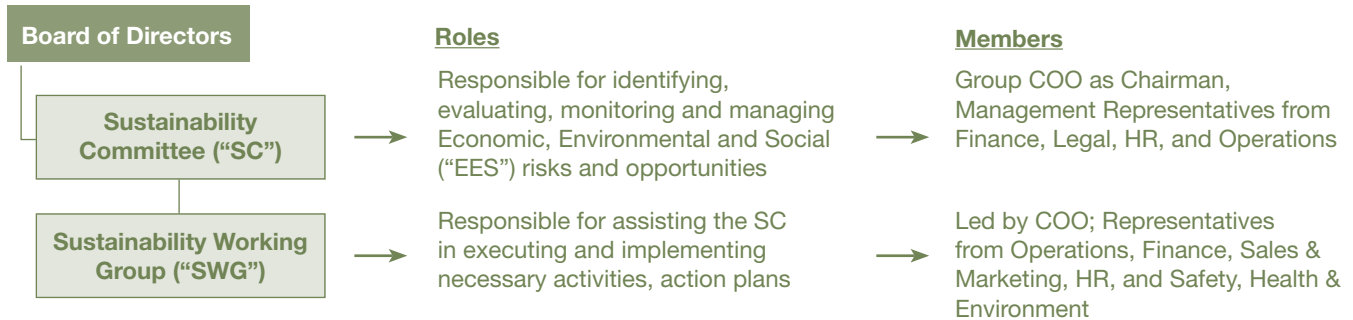 Board of Directors
Roles
Members
Sustainability
Committee (“SC”)
Responsible for identifying,
evaluating, monitoring and managing
Economic, Environmental and Social
(“EES”) risks and opportunities
Group COO as Chairman,
Management Representatives from
Finance, Legal, HR, and Operations
Sustainability Working
Group (“SWG”)
Responsible for assisting the SC
in executing and implementing
necessary activities, action plans
Led by COO; Representatives
from Operations, Finance, Sales &
Marketing, HR, and Safety, Health &
Environment